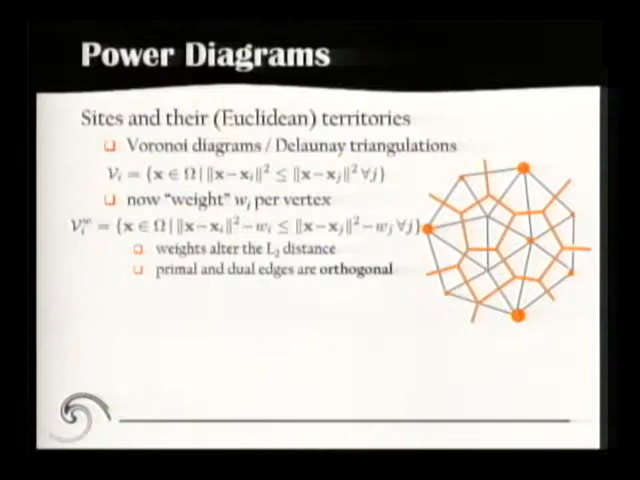 Power Diagrams
Sites and their (Euclidean) territories
Voronoi diagrams / Delaunay triangulations
𝒱ᵢ = {x ∈ Ω | ‖x−xᵢ‖² ≤ ‖x−xⱼ‖² ∀j}
now "weight" wᵢ per vertex
𝒱ᵢʷ = {x ∈ Ω | ‖x−xᵢ‖²−wᵢ ≤ ‖x−xⱼ‖²−wⱼ ∀j}
weights alter the L₂ distance
primal and dual edges are orthogonal